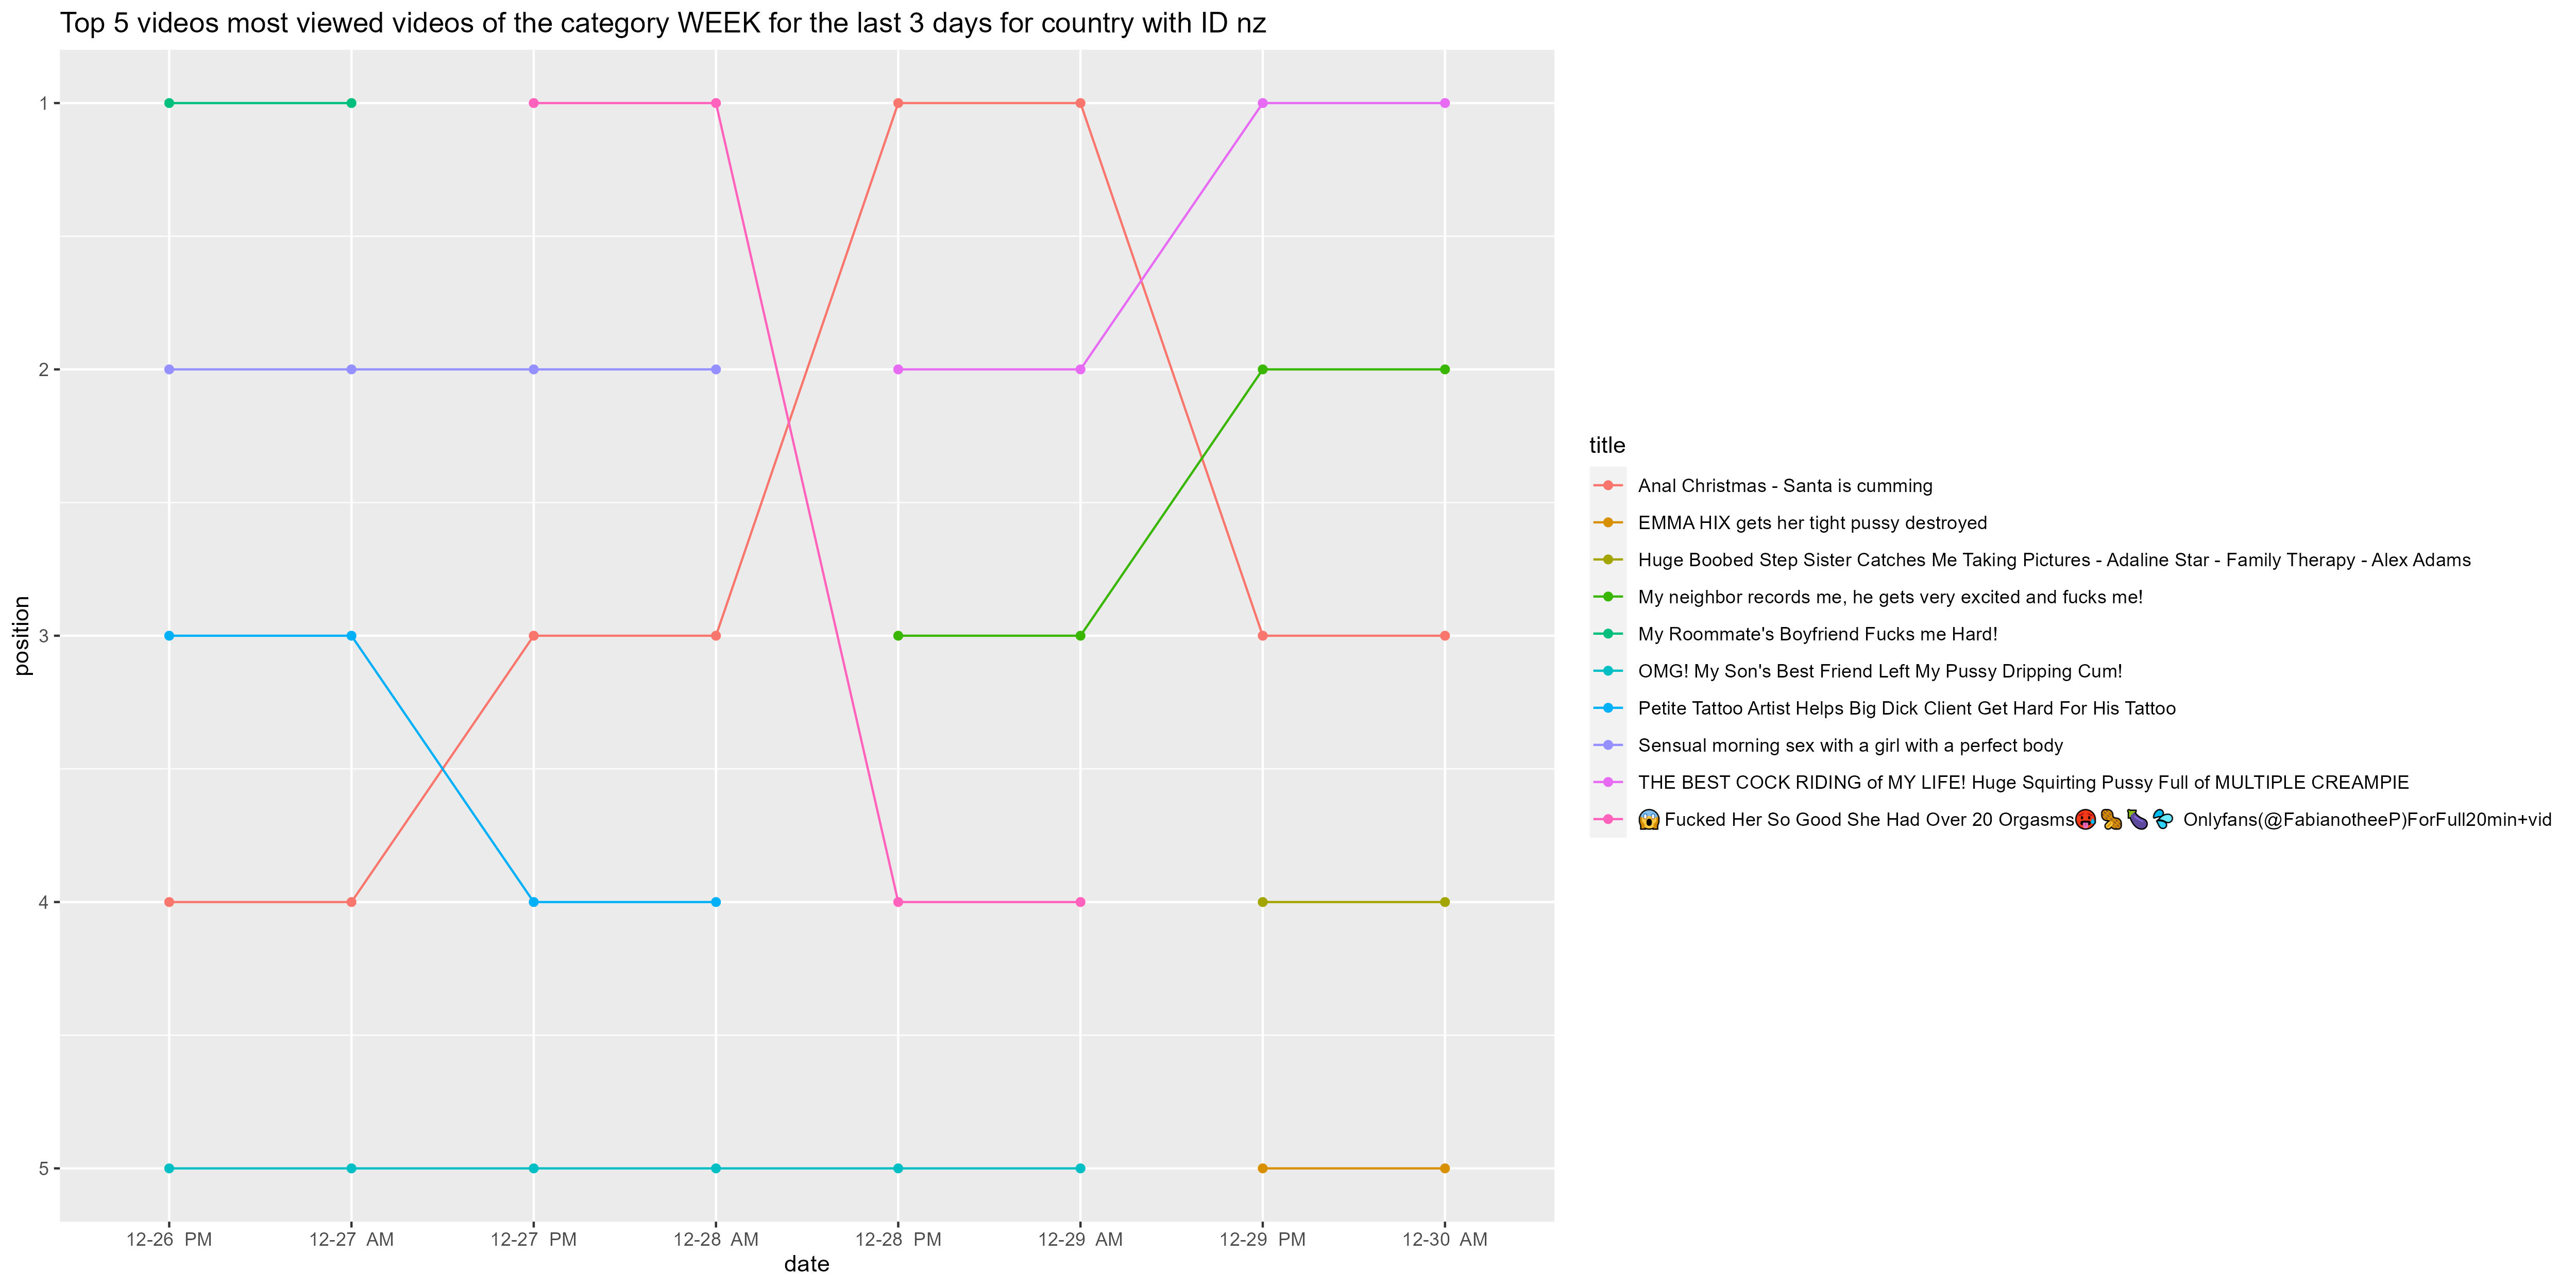 Top 5 videos most viewed videos of the category WEEK for the last 3 days for country with ID nz
position
1
2
3
4
5
12-26 PM
12-27 AM
12-27 PM
12-28 AM
12-28 PM
12-29 AM
12-29 PM
12-30 AM
date
title
Anal Christmas - Santa is cumming
EMMA HIX gets her tight pussy destroyed
Huge Boobed Step Sister Catches Me Taking Pictures - Adaline Star - Family Therapy - Alex Adams
My neighbor records me, he gets very excited and fucks me!
My Roommate's Boyfriend Fucks me Hard!
OMG! My Son's Best Friend Left My Pussy Dripping Cum!
Petite Tattoo Artist Helps Big Dick Client Get Hard For His Tattoo
Sensual morning sex with a girl with a perfect body
THE BEST COCK RIDING of MY LIFE! Huge Squirting Pussy Full of MULTIPLE CREAMPIE
😱 Fucked Her So Good She Had Over 20 Orgasms🥵🥜🍆💦 Onlyfans(@FabianotheeP)ForFull20min+vid